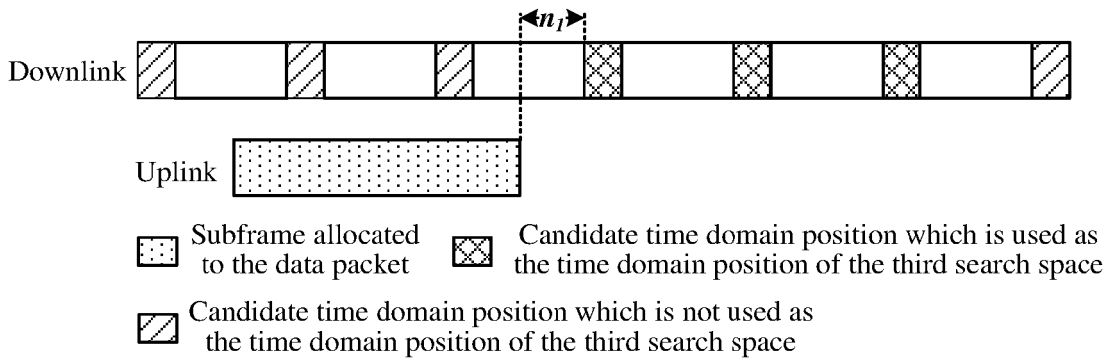 n1
Downlink
Uplink
Subframe allocated
to the data packet
Candidate time domain position which is used as
the time domain position of the third search space
Candidate time domain position which is not used as
the time domain position of the third search space